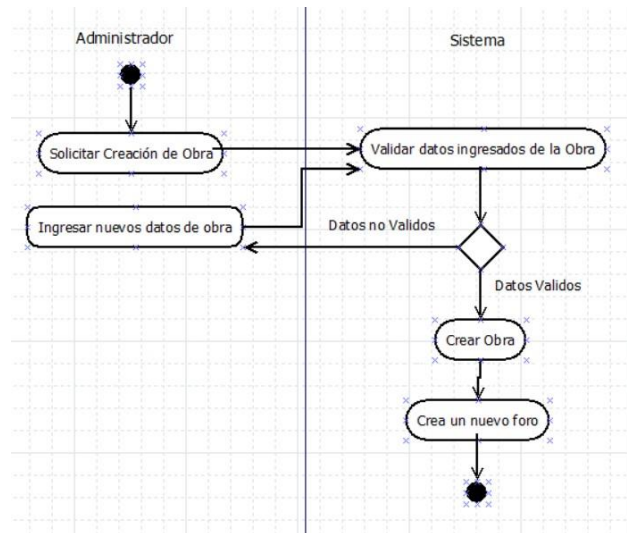 Administrador
Sistema
Solicitar Creación de Obra
Validar datos ingresados de la Obra
Ingresar nuevos datos de obra
Datos no Validos
Datos Validos
Crear Obra
Crea un nuevo foro